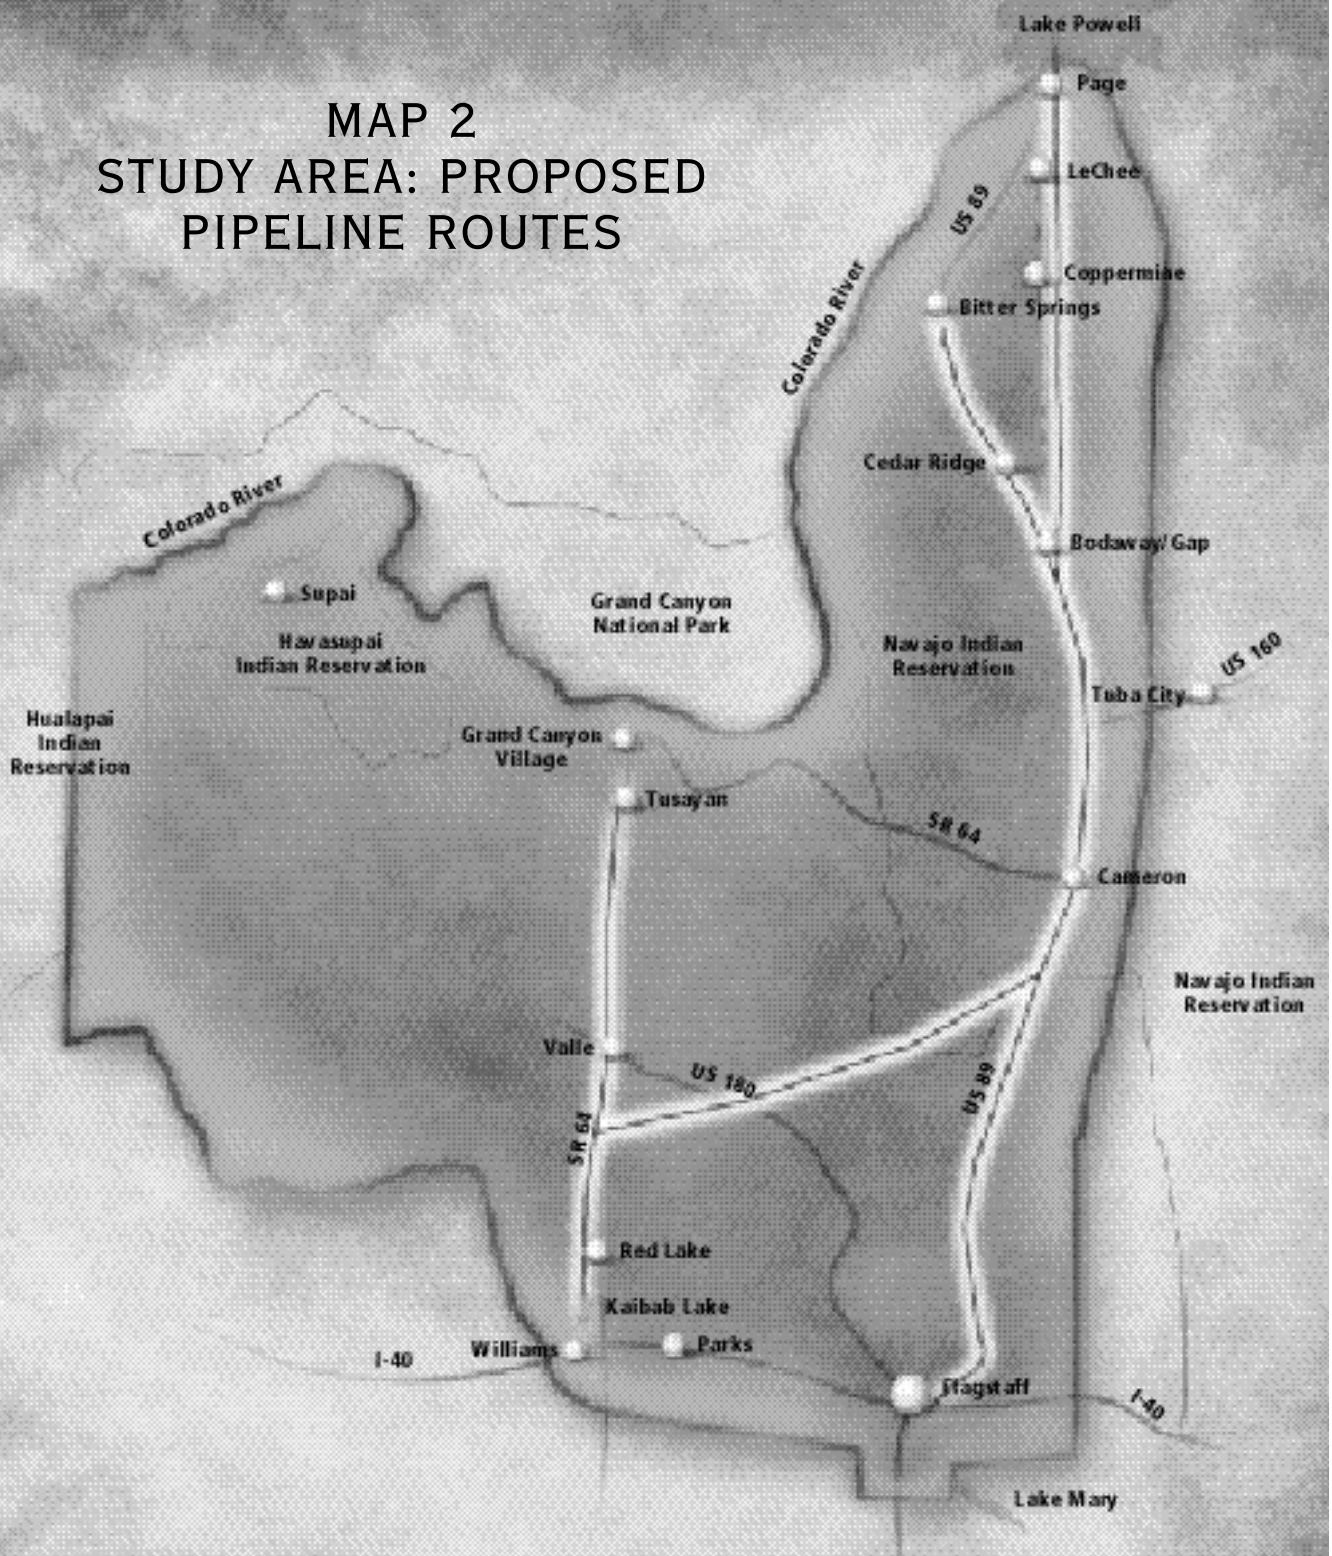 Lake Powell
Page
MAP 2
STUDY AREA: PROPOSED
PIPELINE ROUTES
LeChee
US 89
Coppermine
Bitter Springs
Colorado River
Cedar Ridge
Colorado River
Bodaway/Gap
Supai
Grand Canyon
National Park
Havasupai
Indian Reservation
Navajo Indian
Reservation
US 160
Tuba City
Hualapai
Indian
Reservation
Grand Canyon
Village
Tusayan
SR 64
Cameron
Navajo Indian
Reservation
Valle
US 180
US 89
SR 64
Red Lake
Kaibab Lake
Williams
Parks
I-40
Flagstaff
I-40
Lake Mary